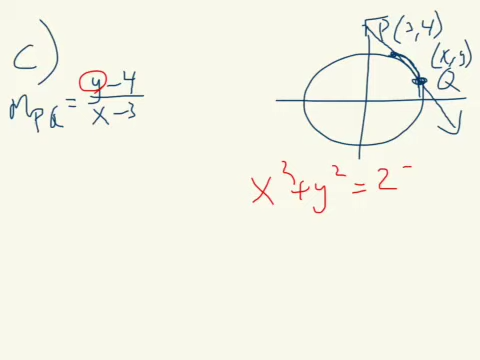 C)
P(3,4)
(x,y)
Q
m_PQ = y-4 / x-3
x² + y² = 2